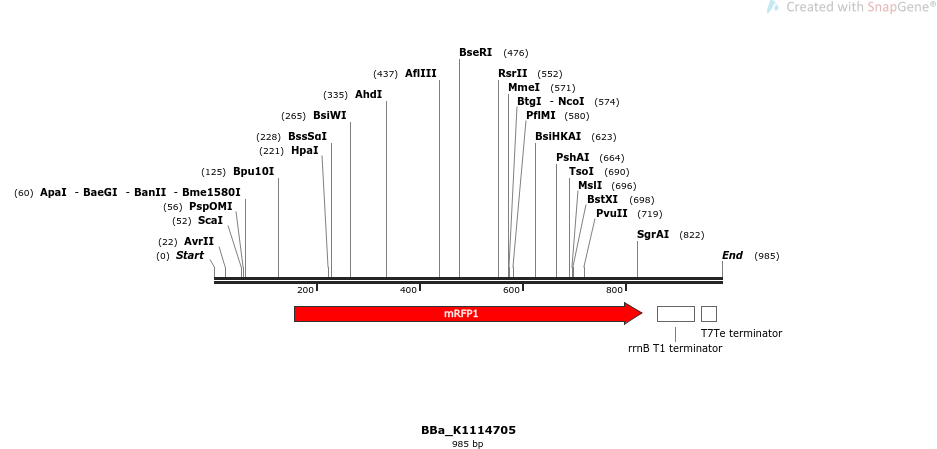 Created with SnapGene®
BseRI (476)
(437) AflIII
RsrII (552)
MmeI (571)
(335) AhdI
BtgI - NcoI (574)
(265) BsiWI
PflMI (580)
(228) BssSαI
BsiHKAI (623)
(221) HpaI
PshAI (664)
(125) Bpu10I
TsoI (690)
MslI (696)
(60) ApaI - BaeGI - BanII - Bme1580I
BstXI (698)
(56) PspOMI
PvuII (719)
(52) ScaI
SgrAI (822)
(22) AvrII
(0) Start
End (985)
200 400 600 800
mRFP1
T7Te terminator
rrnB T1 terminator
BBa_K1114705
985 bp